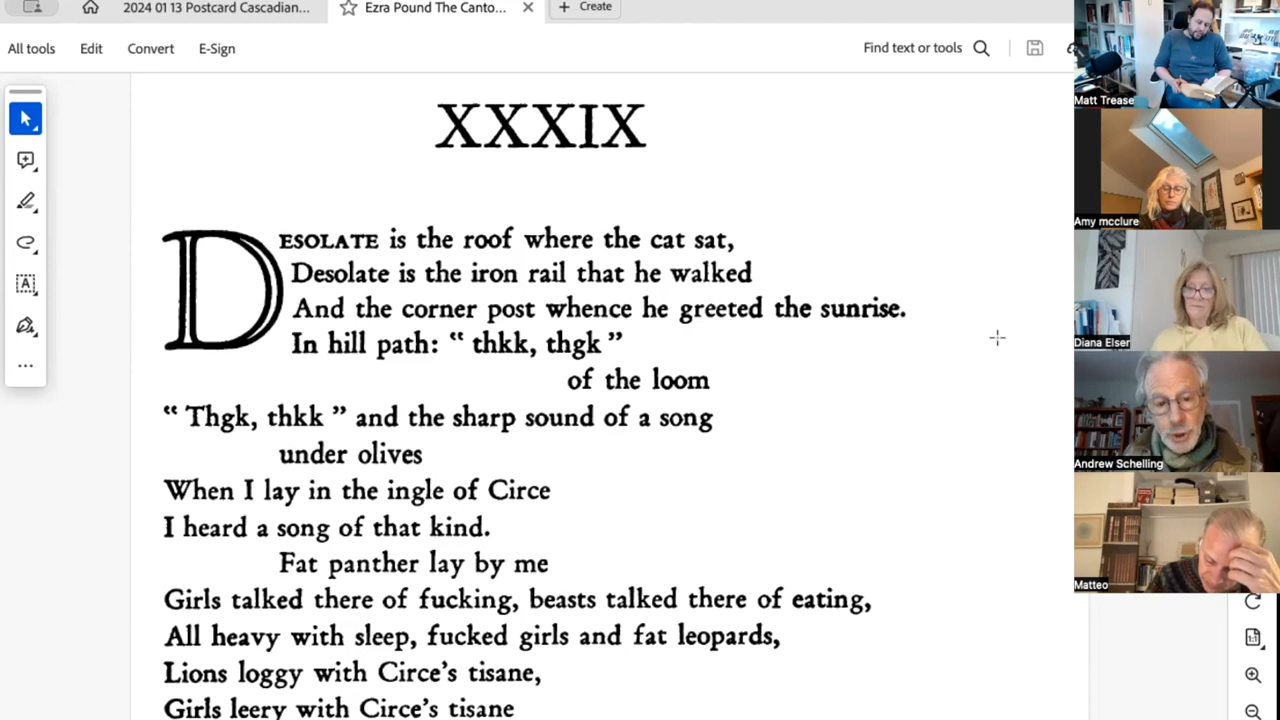 2024 01 13 Postcard Cascadian...
Ezra Pound The Canto...
Create
All tools
Edit
Convert
E-Sign
Find text or tools
XXXIX
DESOLATE is the roof where the cat sat,
Desolate is the iron rail that he walked
And the corner post whence he greeted the sunrise.
In hill path: “ thkk, thgk ”
of the loom
“ Thgk, thkk ” and the sharp sound of a song
under olives
When I lay in the ingle of Circe
I heard a song of that kind.
Fat panther lay by me
Girls talked there of fucking, beasts talked there of eating,
All heavy with sleep, fucked girls and fat leopards,
Lions loggy with Circe’s tisane,
Girls leery with Circe’s tisane
Matt Trease
Amy mcclure
Diana Elser
Andrew Schelling
Matteo